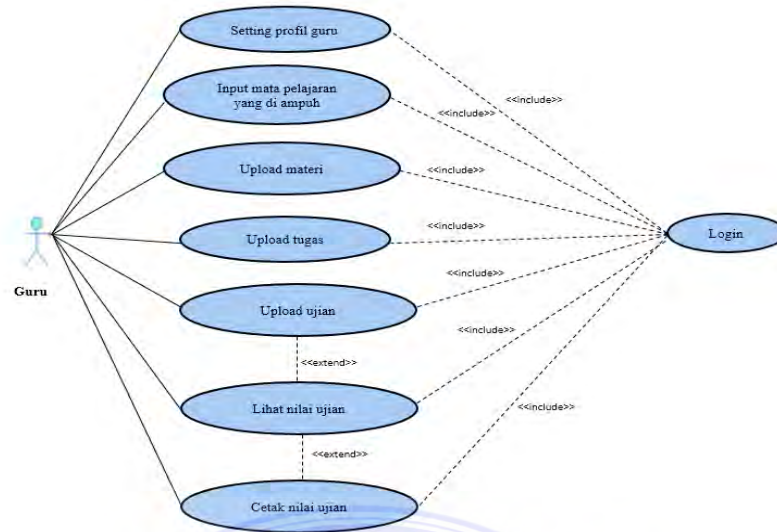 Setting profil guru
<<include>>
Input mata pelajaran
yang di ampuh
<<include>>
Upload materi
<<include>>
Upload tugas
<<include>>
Login
Guru
Upload ujian
<<include>>
<<extend>>
<<include>>
Lihat nilai ujian
<<include>>
<<extend>>
Cetak nilai ujian